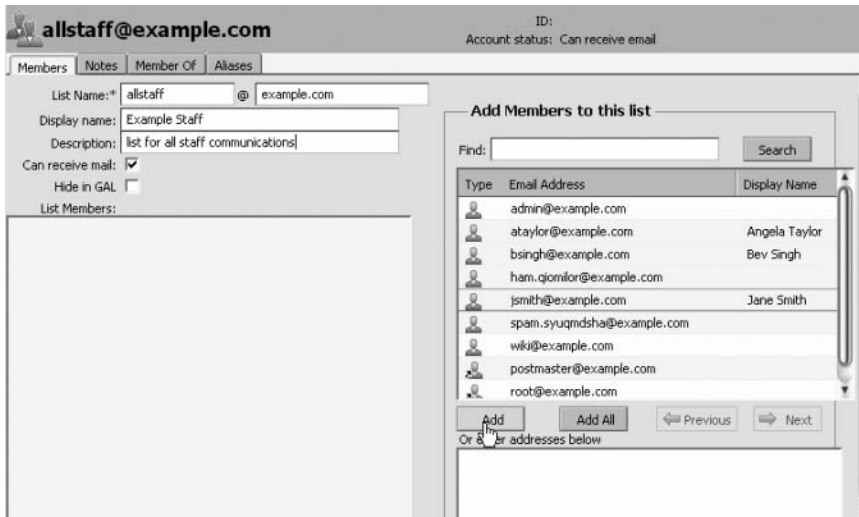 allstaff@example.com
ID:
Account status: Can receive email
Members Notes Member Of Aliases
List Name:* allstaff @ example.com
Display name: Example Staff
Description: list for all staff communications
Can receive mail:
Hide in GAL
List Members:
Add Members to this list
Find: Search
Type Email Address Display Name
admin@example.com
ataylor@example.com Angela Taylor
bsingh@example.com Bev Singh
ham.qiomilor@example.com
jsmith@example.com Jane Smith
spam.syuqmdsha@example.com
wiki@example.com
postmaster@example.com
root@example.com
Add Add All Previous Next
Or addresses below